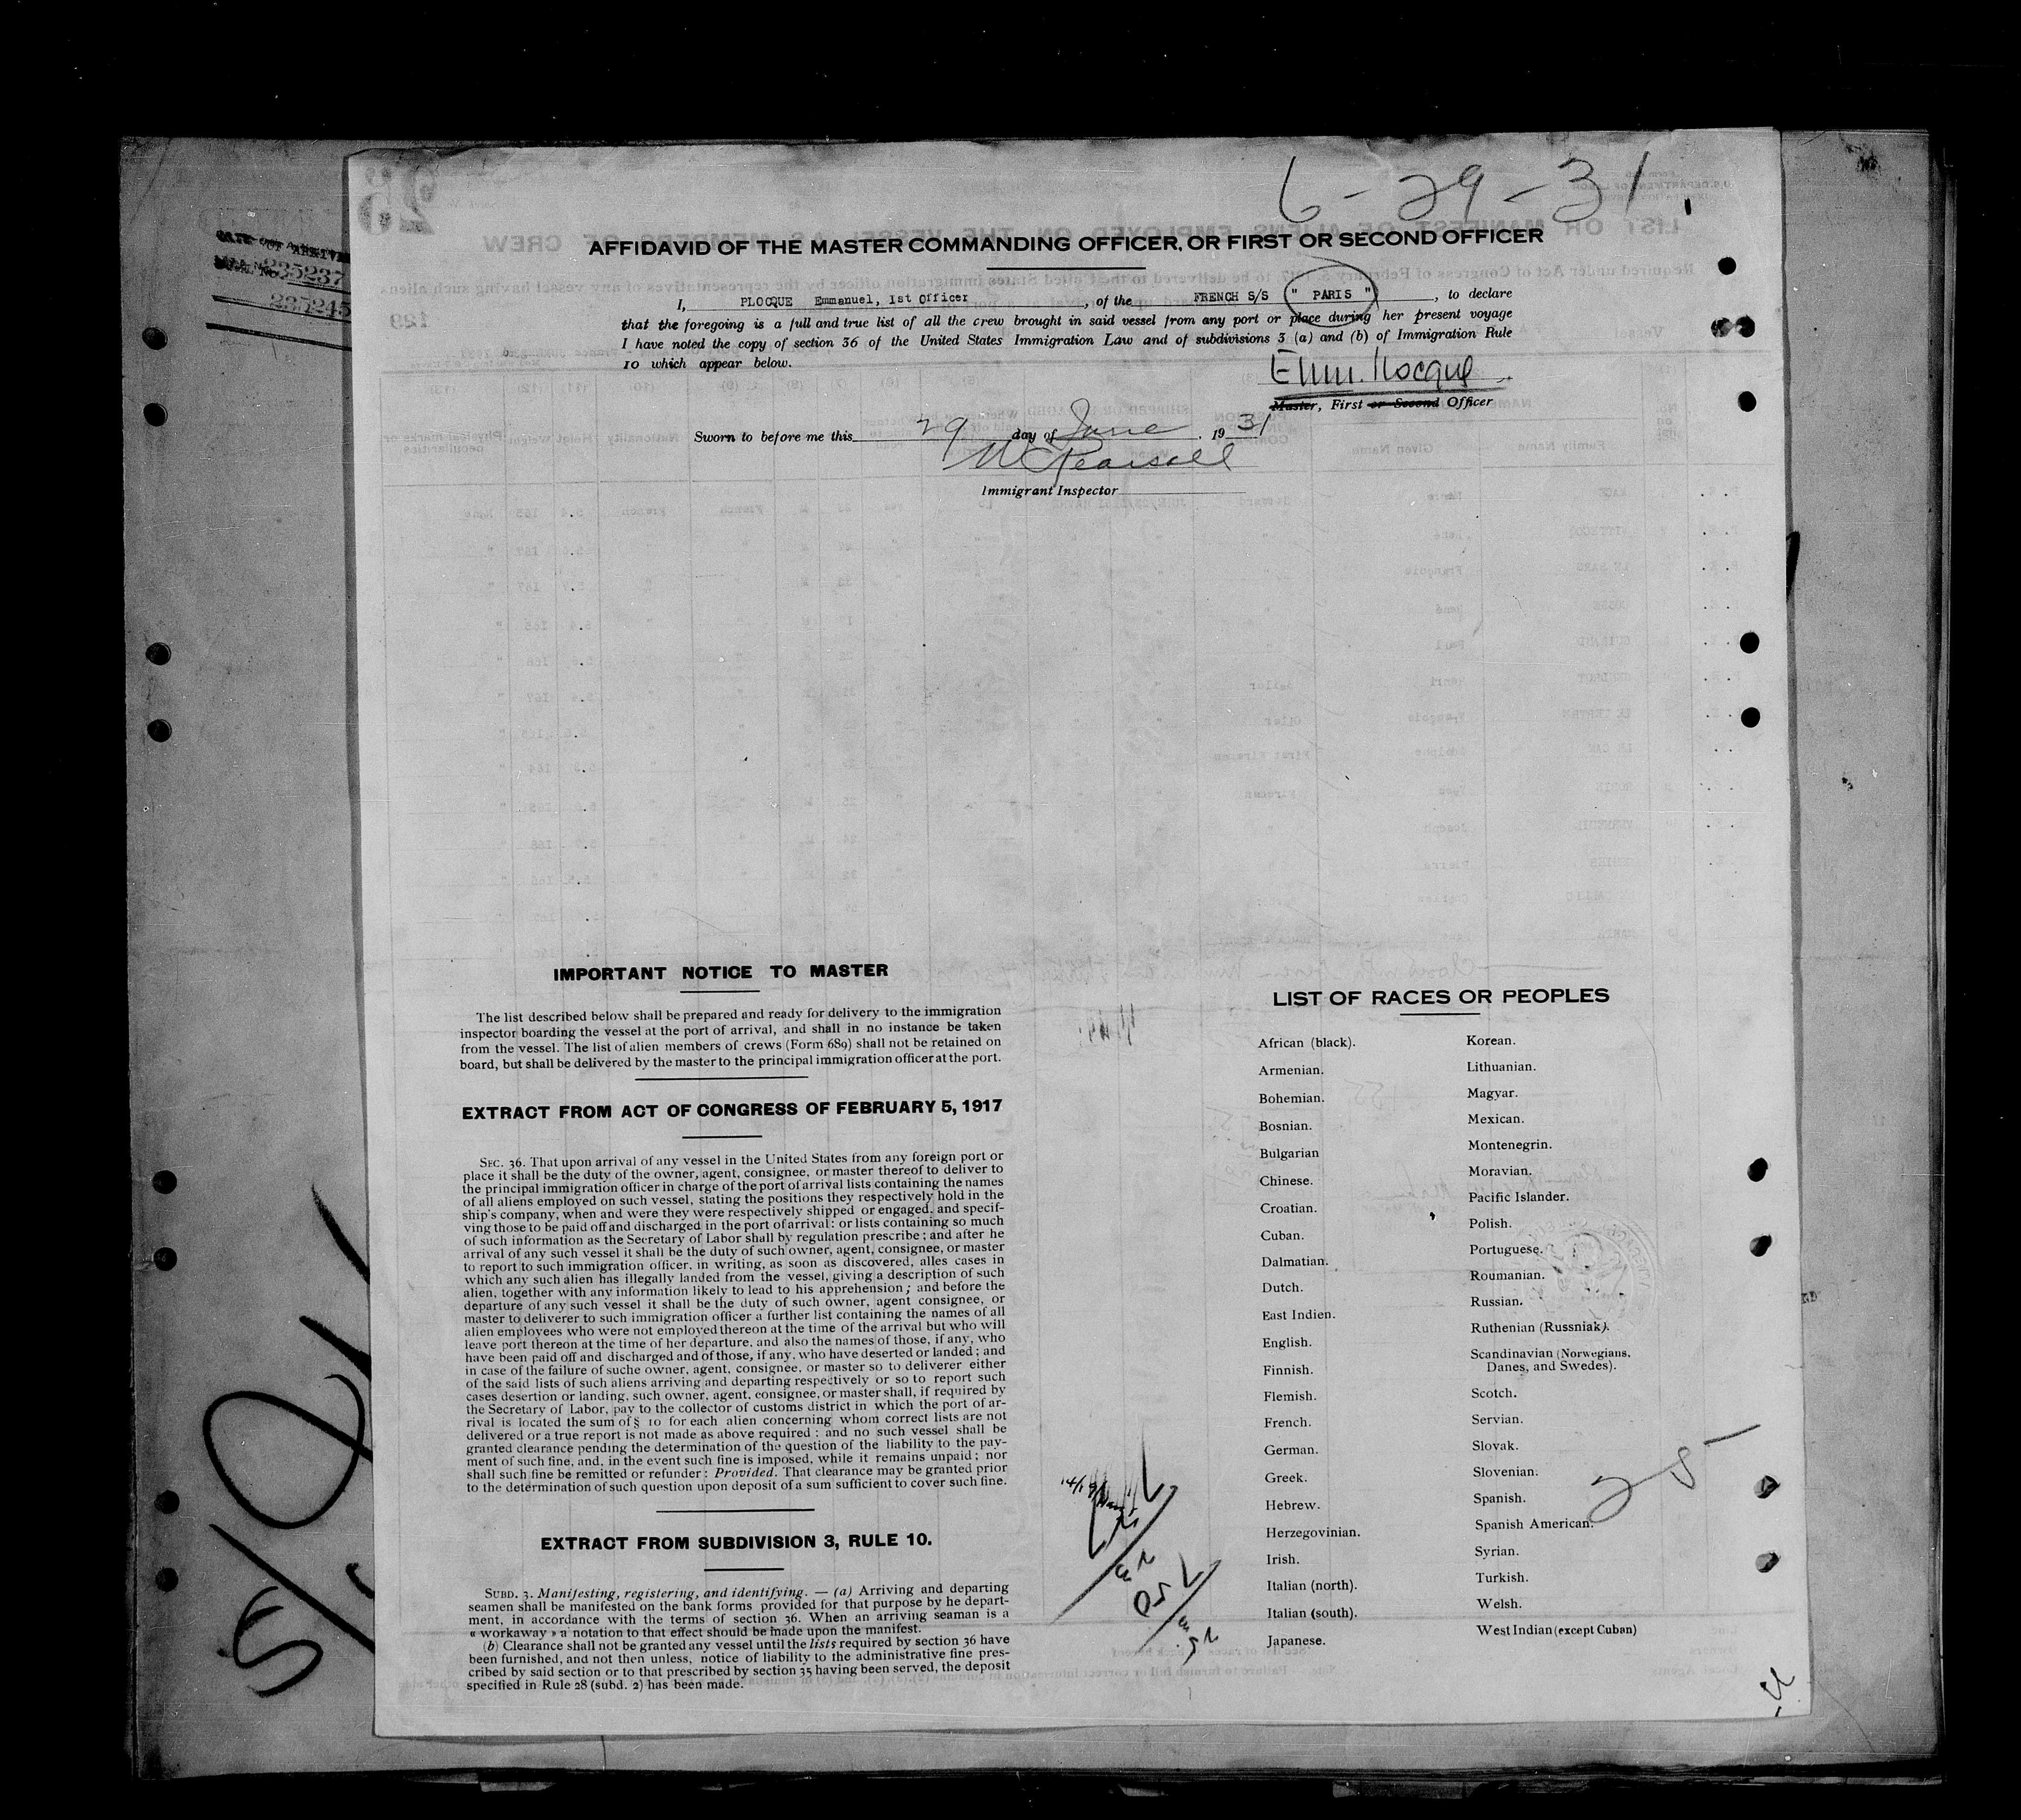 6-29-31
AFFIDAVID OF THE MASTER COMMANDING OFFICER, OR FIRST OR SECOND OFFICER
I, PLOCQUE Emmanuel, 1st Officer , of the FRENCH S/S " PARIS " , to declare
that the foregoing is a full and true list of all the crew brought in said vessel from any port or place during her present voyage
I have noted the copy of section 36 of the United States Immigration Law and of subdivisions 3 (a) and (b) of Immigration Rule
10 which appear below.
Master, First or Second Officer
Sworn to before me this 29 day of June , 19 31
Immigrant Inspector
235237
235245
IMPORTANT NOTICE TO MASTER
The list described below shall be prepared and ready for delivery to the immigration
inspector boarding the vessel at the port of arrival, and shall in no instance be taken
from the vessel. The list of alien members of crews (Form 689) shall not be retained on
board, but shall be delivered by the master to the principal immigration officer at the port.
EXTRACT FROM ACT OF CONGRESS OF FEBRUARY 5, 1917
SEC. 36. That upon arrival of any vessel in the United States from any foreign port or
place it shall be the duty of the owner, agent, consignee, or master thereof to deliver to
the principal immigration officer in charge of the port of arrival lists containing the names
of all aliens employed on such vessel, stating the positions they respectively hold in the
ship's company, when and were they were respectively shipped or engaged, and specif-
ving those to be paid off and discharged in the port of arrival: or lists containing so much
of such information as the Secretary of Labor shall by regulation prescribe; and after he
arrival of any such vessel it shall be the duty of such owner, agent, consignee, or master
to report to such immigration officer, in writing, as soon as discovered, alles cases in
which any such alien has illegally landed from the vessel, giving a description of such
alien, together with any information likely to lead to his apprehension; and before the
departure of any such vessel it shall be the duty of such owner, agent consignee, or
master to deliverer to such immigration officer a further list containing the names of all
alien employees who were not employed thereon at the time of the arrival but who will
leave port thereon at the time of her departure, and also the names of those, if any, who
have been paid off and discharged and of those, if any, who have deserted or landed; and
in case of the failure of suche owner, agent, consignee, or master so to deliverer either
of the said lists of such aliens arriving and departing respectively or so to report such
cases desertion or landing, such owner, agent, consignee, or master shall, if required by
the Secretary of Labor, pay to the collector of customs district in which the port of ar-
rival is located the sum of § 10 for each alien concerning whom correct lists are not
delivered or a true report is not made as above required : and no such vessel shall be
granted clearance pending the determination of the question of the liability to the pay-
ment of such fine, and, in the event such fine is imposed, while it remains unpaid; nor
shall such fine be remitted or refunder: Provided. That clearance may be granted prior
to the determination of such question upon deposit of a sum sufficient to cover such fine.
EXTRACT FROM SUBDIVISION 3, RULE 10.
SUBD. 3. Manifesting, registering, and identifying. — (a) Arriving and departing
seamen shall be manifested on the bank forms provided for that purpose by he depart-
ment, in accordance with the terms of section 36. When an arriving seaman is a
« workaway » a notation to that effect should be made upon the manifest.
(b) Clearance shall not be granted any vessel until the lists required by section 36 have
been furnished, and not then unless, notice of liability to the administrative fine pres-
cribed by said section or to that prescribed by section 35 having been served, the deposit
specified in Rule 28 (subd. 2) has been made.
LIST OF RACES OR PEOPLES
African (black).
Armenian.
Bohemian.
Bosnian.
Bulgarian
Chinese.
Croatian.
Cuban.
Dalmatian.
Dutch.
East Indien.
English.
Finnish.
Flemish.
French.
German.
Greek.
Hebrew.
Herzegovinian.
Irish.
Italian (north).
Italian (south).
Japanese.
Korean.
Lithuanian.
Magyar.
Mexican.
Montenegrin.
Moravian.
Pacific Islander.
Polish.
Portuguese.
Roumanian.
Russian.
Ruthenian (Russniak).
Scandinavian (Norwegians,
Danes, and Swedes).
Scotch.
Servian.
Slovak.
Slovenian.
Spanish.
Spanish American.
Syrian.
Turkish.
Welsh.
West Indian (except Cuban)
25